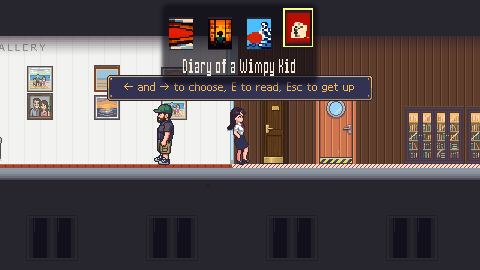 Diary of a Wimpy Kid
← and → to choose, E to read, Esc to get up
ALLERY